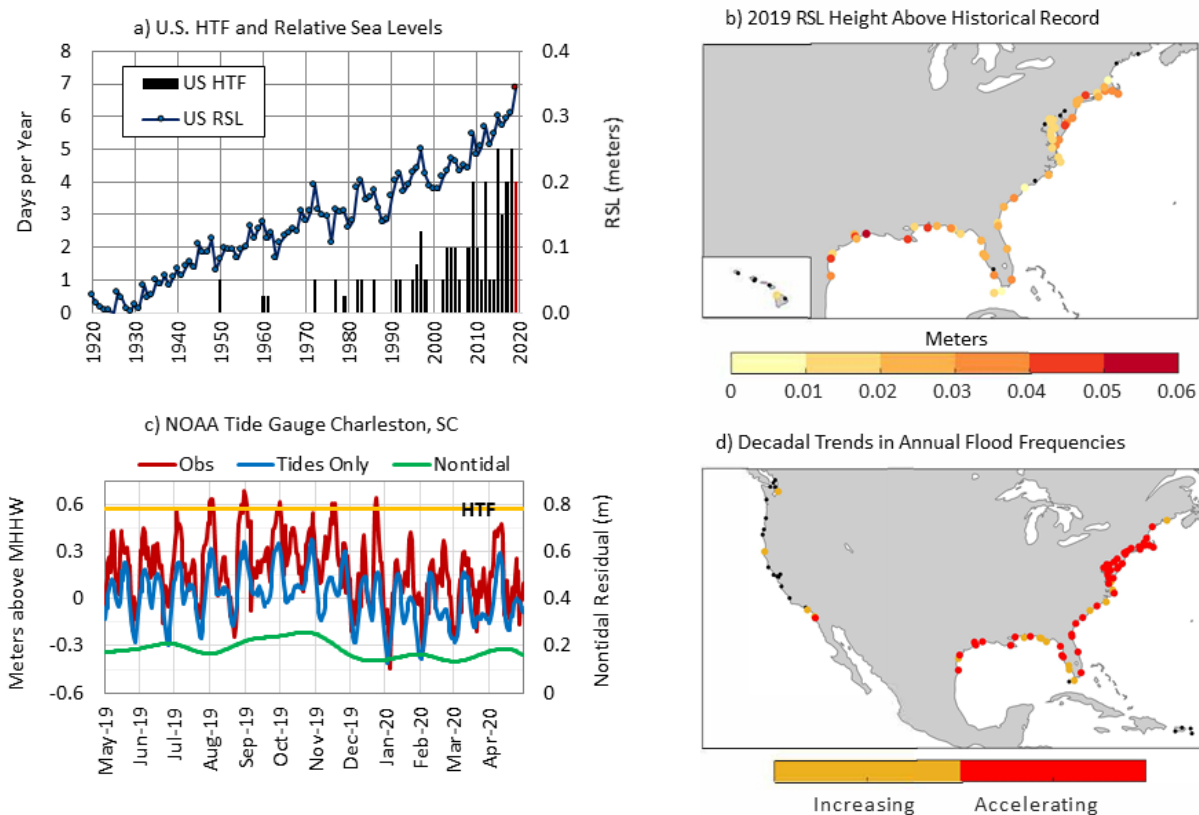 a) U.S. HTF and Relative Sea Levels
8
7
6
5
4
3
2
1
0
Days per Year
US HTF
US RSL
0.4
0.3
0.2
0.1
0.0
RSL (meters)
1920
1930
1940
1950
1960
1970
1980
1990
2000
2010
2020
b) 2019 RSL Height Above Historical Record
Meters
0
0.01
0.02
0.03
0.04
0.05
0.06
c) NOAA Tide Gauge Charleston, SC
Obs
Tides Only
Nontidal
0.6
0.3
0
-0.3
-0.6
Meters above MHHW
HTF
0.8
0.6
0.4
0.2
0
Nontidal Residual (m)
May-19
Jun-19
Jul-19
Aug-19
Sep-19
Oct-19
Nov-19
Dec-19
Jan-20
Feb-20
Mar-20
Apr-20
d) Decadal Trends in Annual Flood Frequencies
Increasing
Accelerating